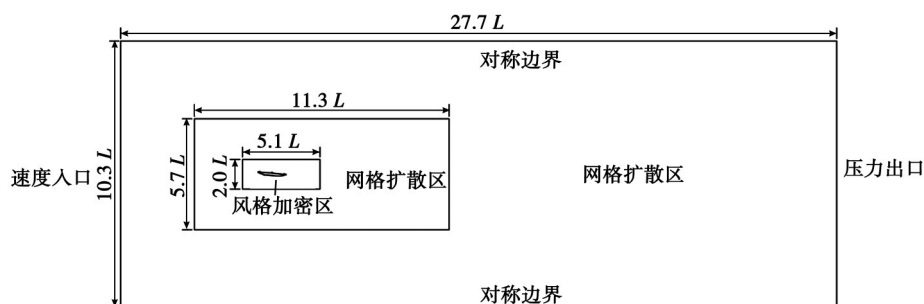 27.7 L
对称边界
11.3 L
5.1 L
速度入口
10.3 L
5.7 L
2.0 L
网格扩散区
网格扩散区
压力出口
风格加密区
对称边界